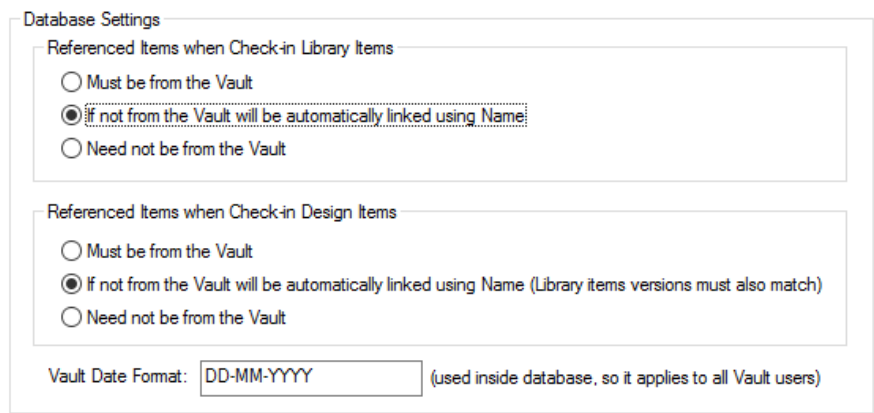 Database Settings
Referenced Items when Check-in Library Items
Must be from the Vault
If not from the Vault will be automatically linked using Name
Need not be from the Vault
Referenced Items when Check-in Design Items
Must be from the Vault
If not from the Vault will be automatically linked using Name (Library items versions must also match)
Need not be from the Vault
Vault Date Format: DD-MM-YYYY (used inside database, so it applies to all Vault users)